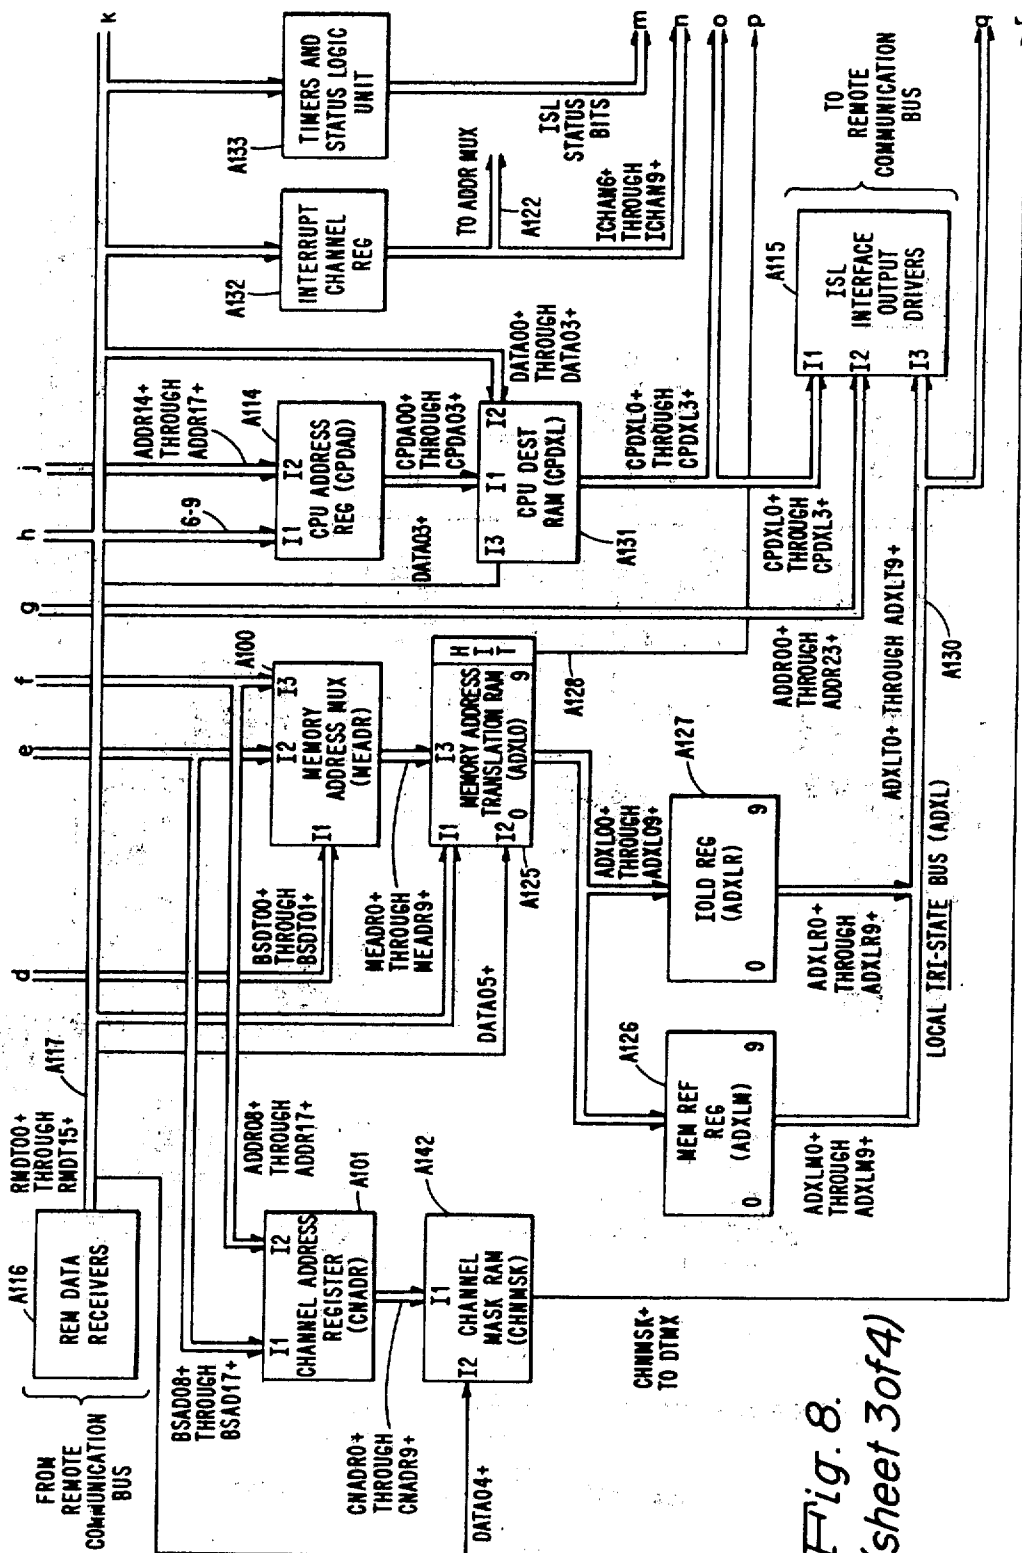 FROM
REMOTE
COMMUNICATION
BUS
A116
REM DATA
RECEIVERS
RMDT00+
THROUGH
RMDT15+
A117
d
e
f
g
h
j
k
BSAD08+
THROUGH
BSAD17+
ADDR08+
THROUGH
ADDR17+
I1
I2
CHANNEL ADDRESS
REGISTER
(CNADR)
A101
CNADR0+
THROUGH
CNADR9+
DATA04+
I2
I1
CHANNEL
MASK RAM
(CHNMSK)
A142
CHNMSK+
TO DTMX
BSDT00+
THROUGH
BSDT01+
I1
I2
I3
MEMORY
ADDRESS MUX
(MEADR)
A100
MEADR0+
THROUGH
MEADR9+
DATA05+
I1
I2
I3
MEMORY ADDRESS
TRANSLATION RAM
(ADXLO)
0
9
HIT
A125
A128
ADXL00+
THROUGH
ADXL09+
A126
MEM REF
REG
(ADXLM)
0
9
A127
IOLD REG
(ADXLR)
0
9
ADXLM0+
THROUGH
ADXLM9+
ADXLR0+
THROUGH
ADXLR9+
LOCAL TRI-STATE BUS (ADXL)
ADXLT0+ THROUGH ADXLT9+
A130
16-9
ADDR14+
THROUGH
ADDR17+
A114
I1
I2
CPU ADDRESS
REG (CPDAD)
CPDA00+
THROUGH
CPDA03+
DATA03+
DATA00+
THROUGH
DATA03+
I3
I1
I2
CPU DEST
RAM (CPDXL)
A131
CPDXL0+
THROUGH
CPDXL3+
CPDXL0+
THROUGH
CPDXL3+
ADDR00+
THROUGH
ADDR23+
A132
INTERRUPT
CHANNEL
REG
A133
TIMERS AND
STATUS LOGIC
UNIT
TO ADDR MUX
A122
ISL
STATUS
BITS
ICHAN6+
THROUGH
ICHAN9+
m
n
o
p
A115
I1
I2
I3
ISL
INTERFACE
OUTPUT
DRIVERS
TO
REMOTE
COMMUNICATION
BUS
q
r
Fig. 8.
(sheet 3of4)